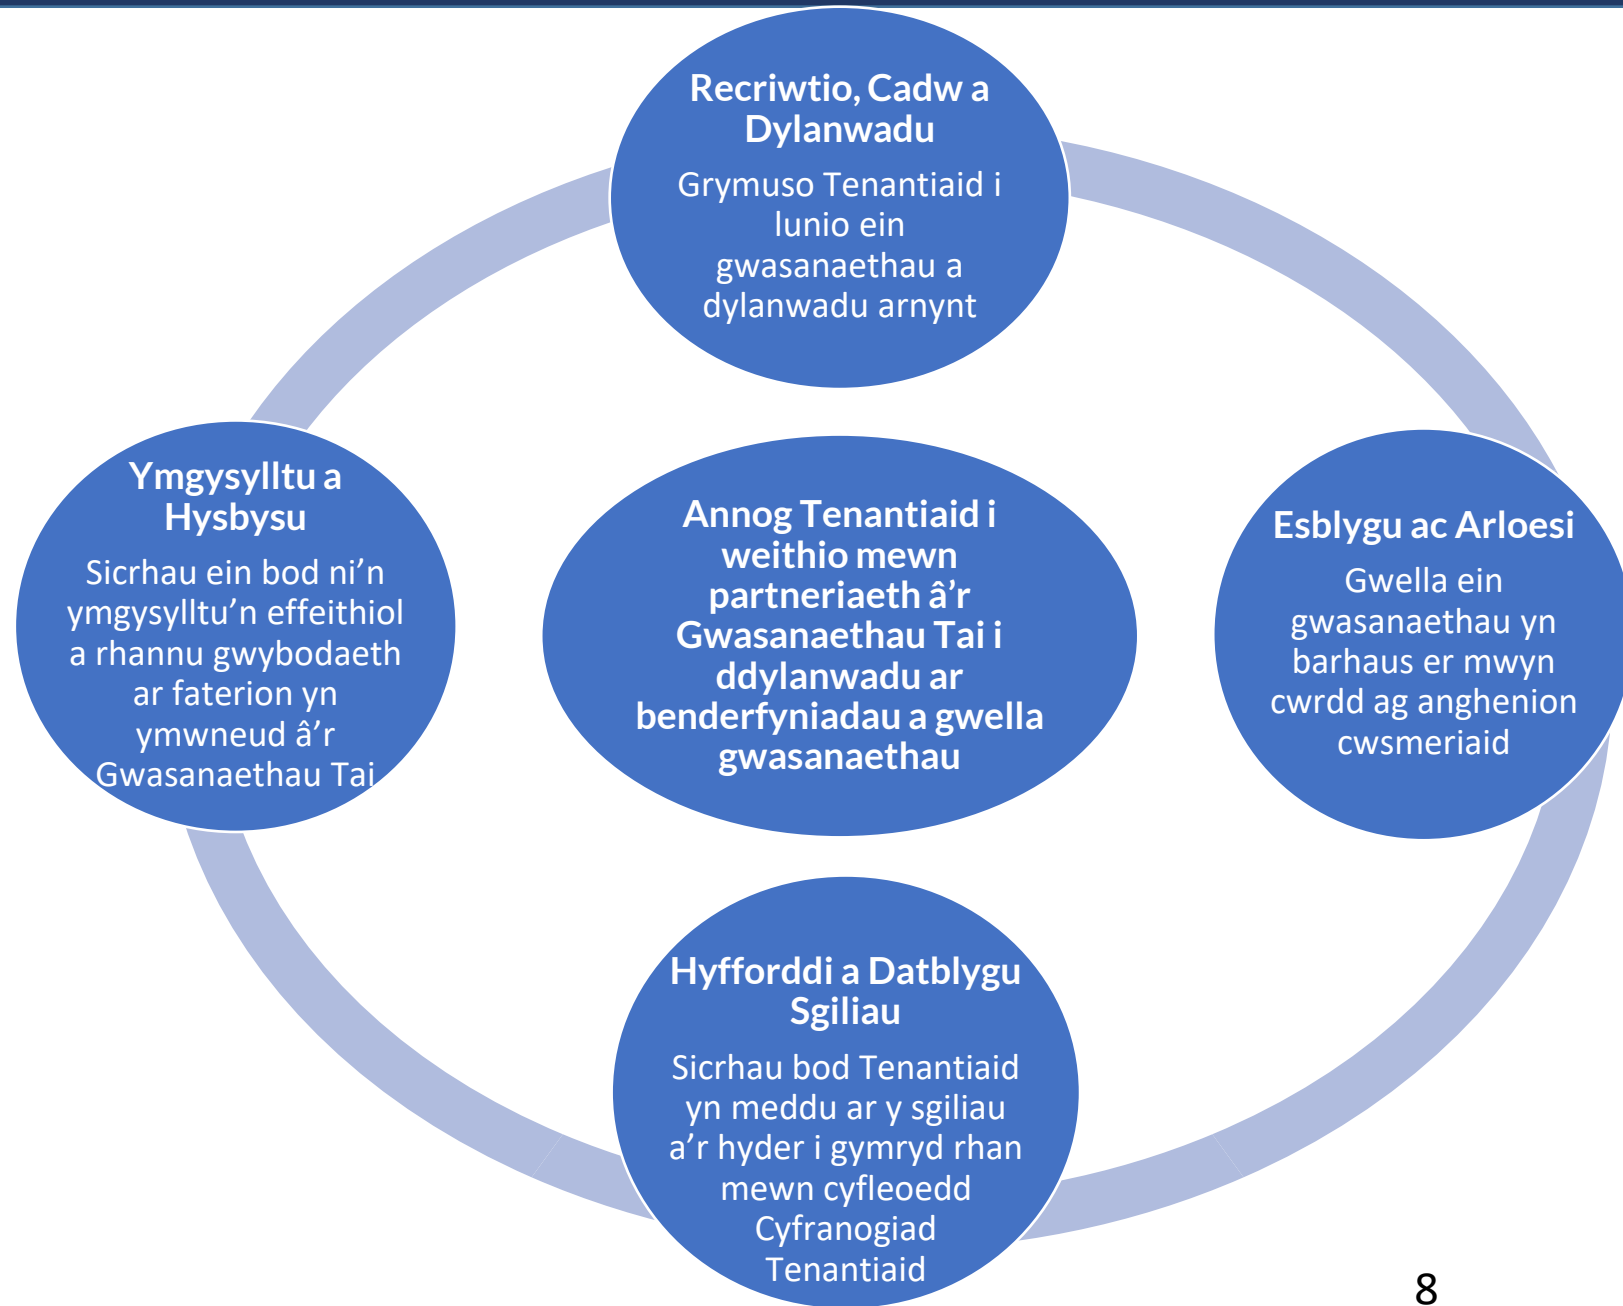 Recriwtio, Cadw a
Dylanwadu
Grymuso Tenantiaid i
lunio ein
gwasanaethau a
dylanwadu arnynt
Ymgysylltu a
Hysbysu
Sicrhau ein bod ni’n
ymgysylltu’n effeithiol
a rhannu gwybodaeth
ar faterion yn
ymwneud â’r
Gwasanaethau Tai
Annog Tenantiaid i
weithio mewn
partneriaeth â’r
Gwasanaethau Tai i
ddylanwadu ar
benderfyniadau a gwella
gwasanaethau
Esblygu ac Arloesi
Gwella ein
gwasanaethau yn
barhaus er mwyn
cwrdd ag anghenion
cwsmeriaid
Hyfforddi a Datblygu
Sgiliau
Sicrhau bod Tenantiaid
yn meddu ar y sgiliau
a’r hyder i gymryd rhan
mewn cyfleoedd
Cyfranogiad
Tenantiaid
8